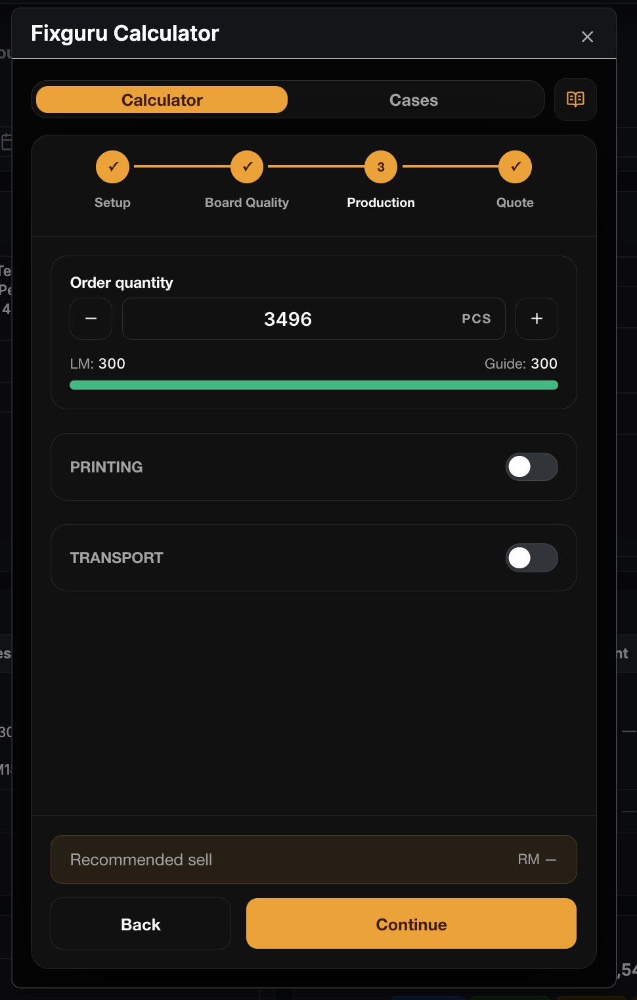 Fixguru Calculator
Calculator
Cases
3
Setup
Board Quality
Production
Quote
Order quantity
3496 PCS
LM: 300
Guide: 300
PRINTING
TRANSPORT
Recommended sell
RM —
Back
Continue